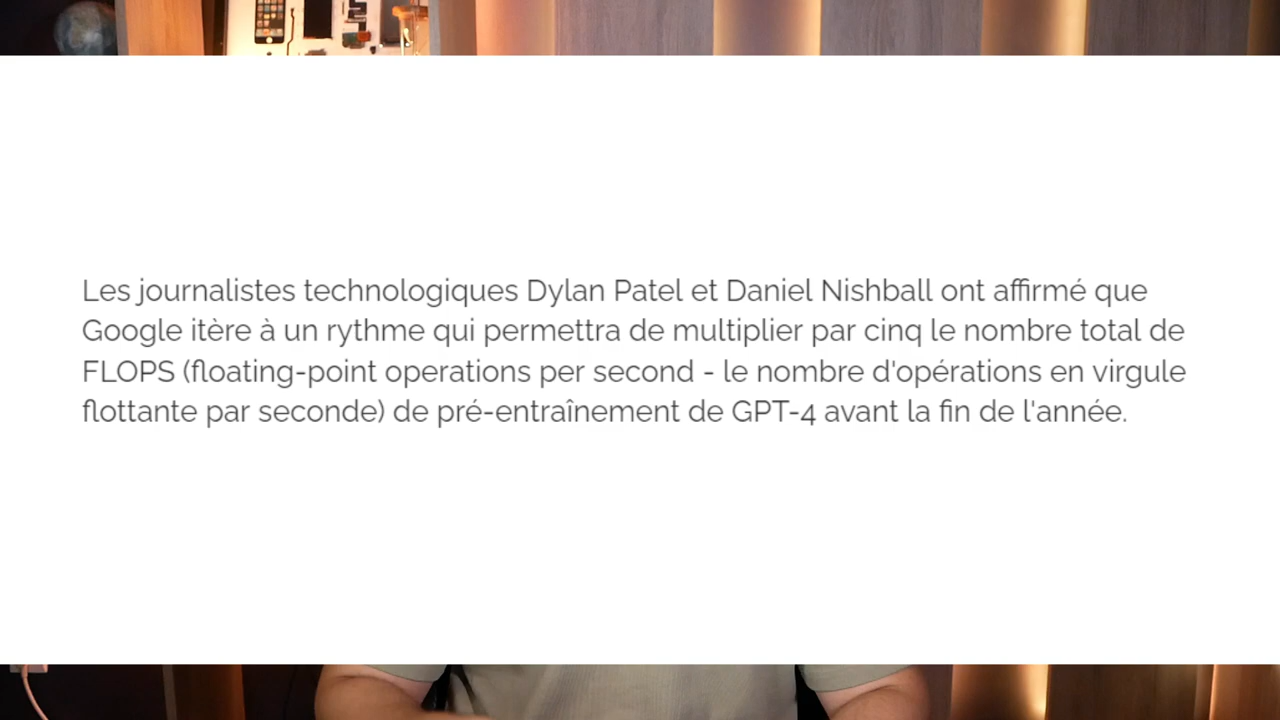 Les journalistes technologiques Dylan Patel et Daniel Nishball ont affirmé que
Google itère à un rythme qui permettra de multiplier par cinq le nombre total de
FLOPS (floating-point operations per second - le nombre d'opérations en virgule
flottante par seconde) de pré-entraînement de GPT-4 avant la fin de l'année.